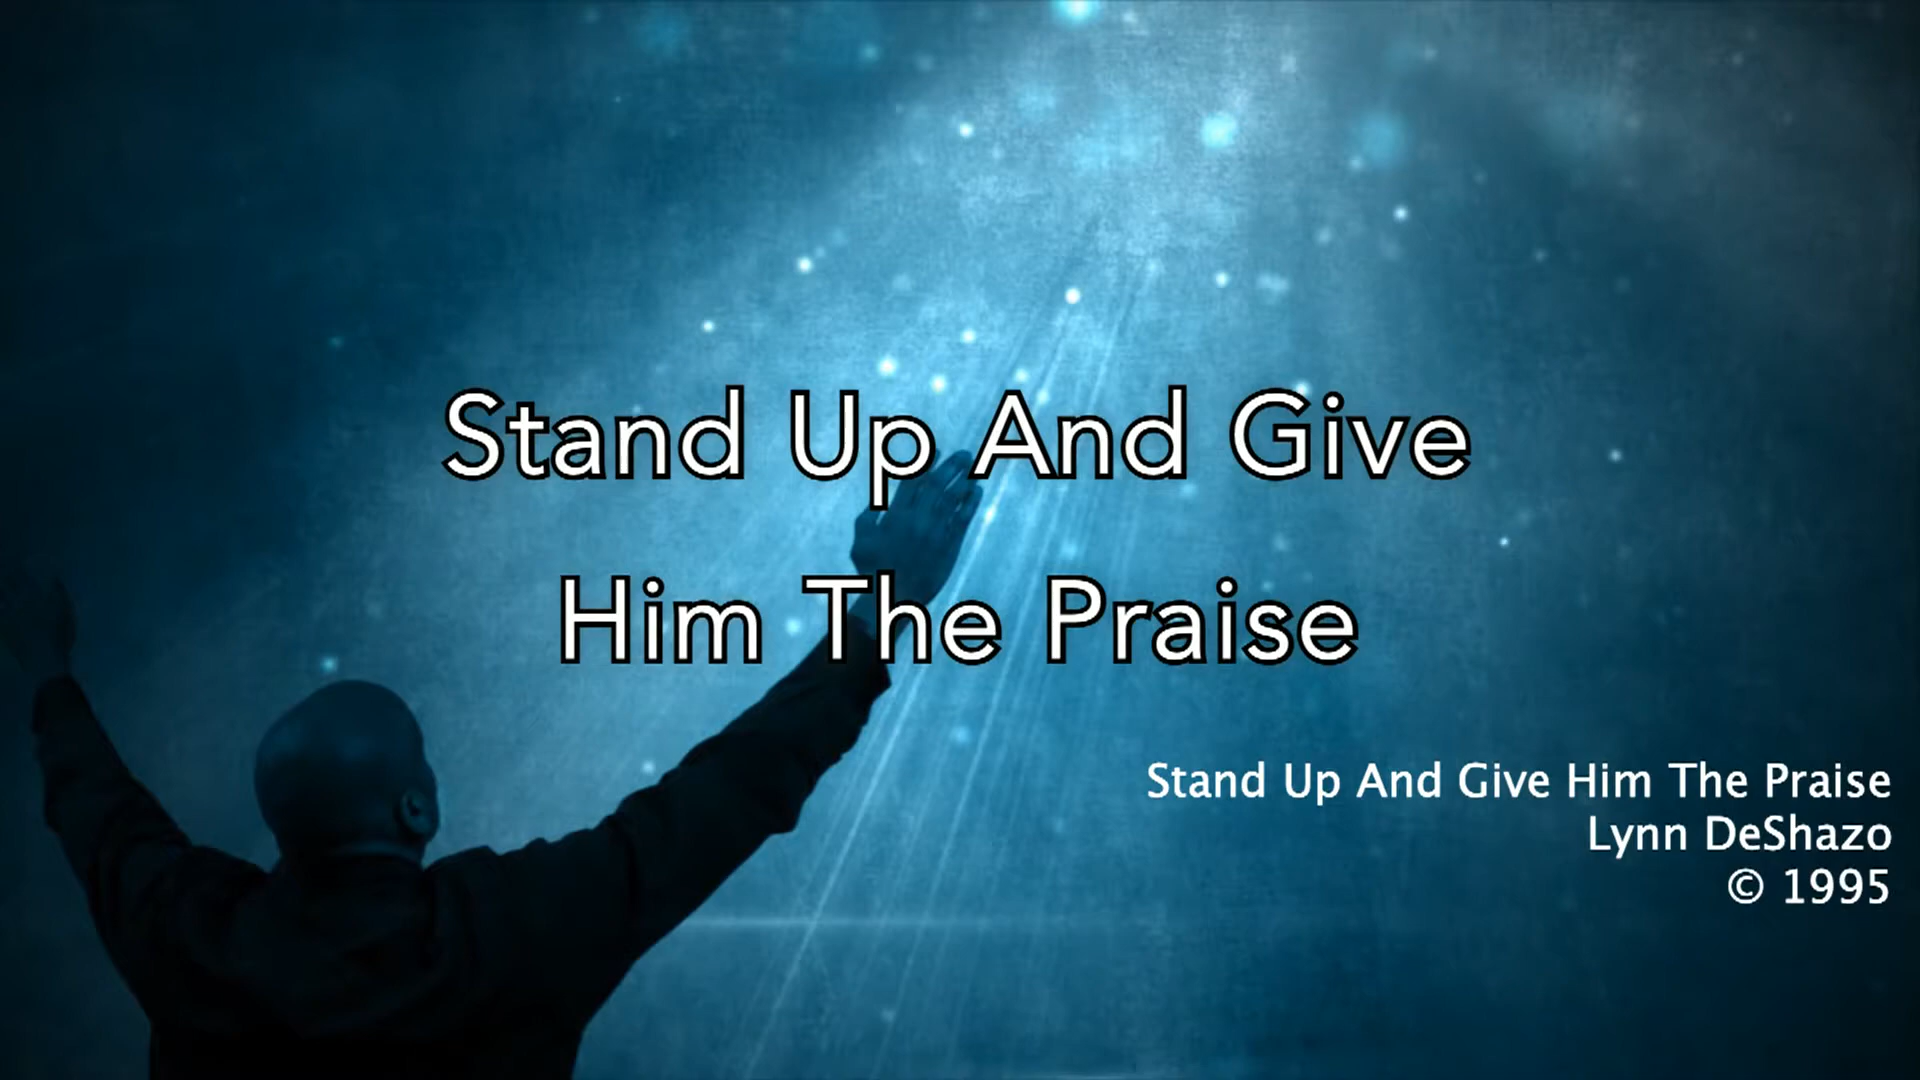 Stand Up And Give
Him The Praise
Stand Up And Give Him The Praise
Lynn DeShazo
© 1995